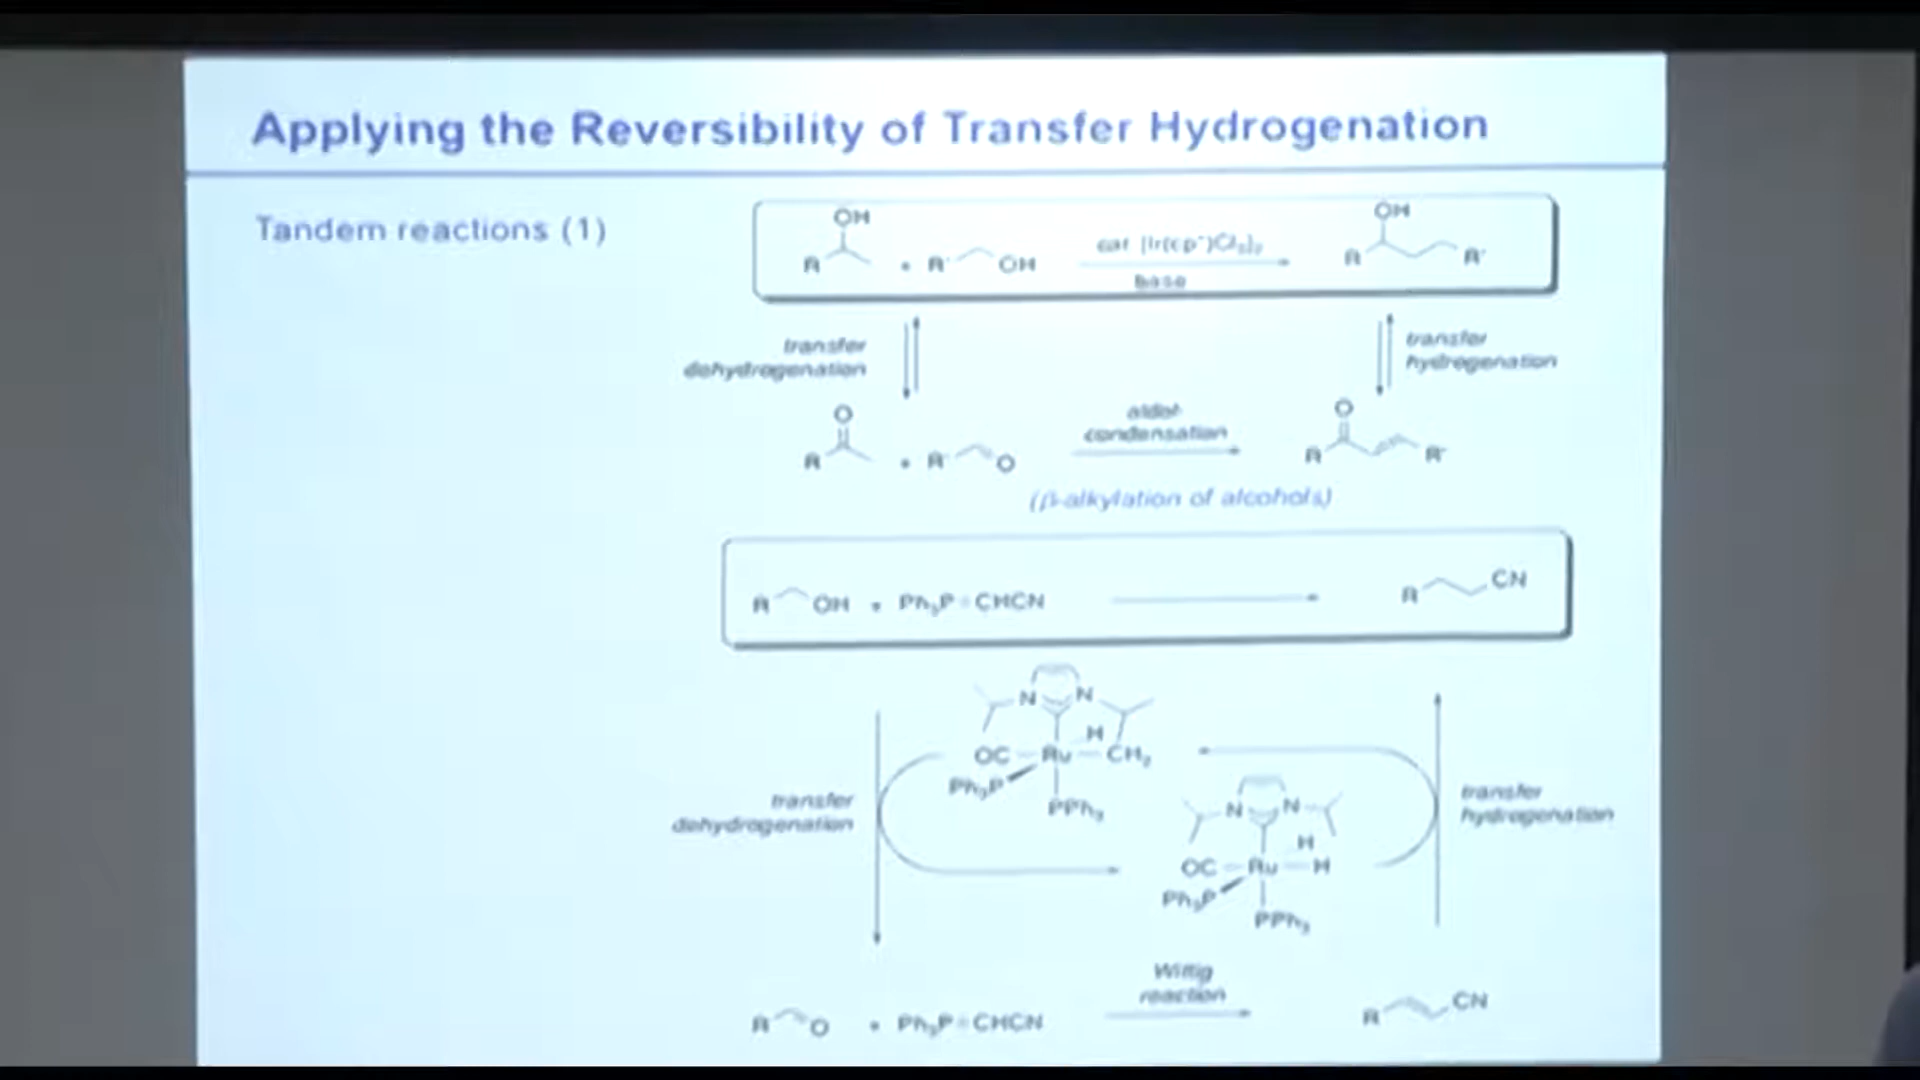 Applying the Reversibility of Transfer Hydrogenation
Tandem reactions (1)
OH
R + R' OH
cat [Ir(cp*)Cl₂]₂
base
OH
R R'
transfer
dehydrogenation
transfer
hydrogenation
O
R + R' O
aldol
condensation
O
R R'
(β-alkylation of alcohols)
R OH + Ph₃P=CHCN
R CN
N N
H
OC Ru CH₂
Ph₃P
PPh₃
transfer
dehydrogenation
N N
H
OC Ru H
Ph₃P
PPh₃
transfer
hydrogenation
R O + Ph₃P=CHCN
Wittig
reaction
R CN